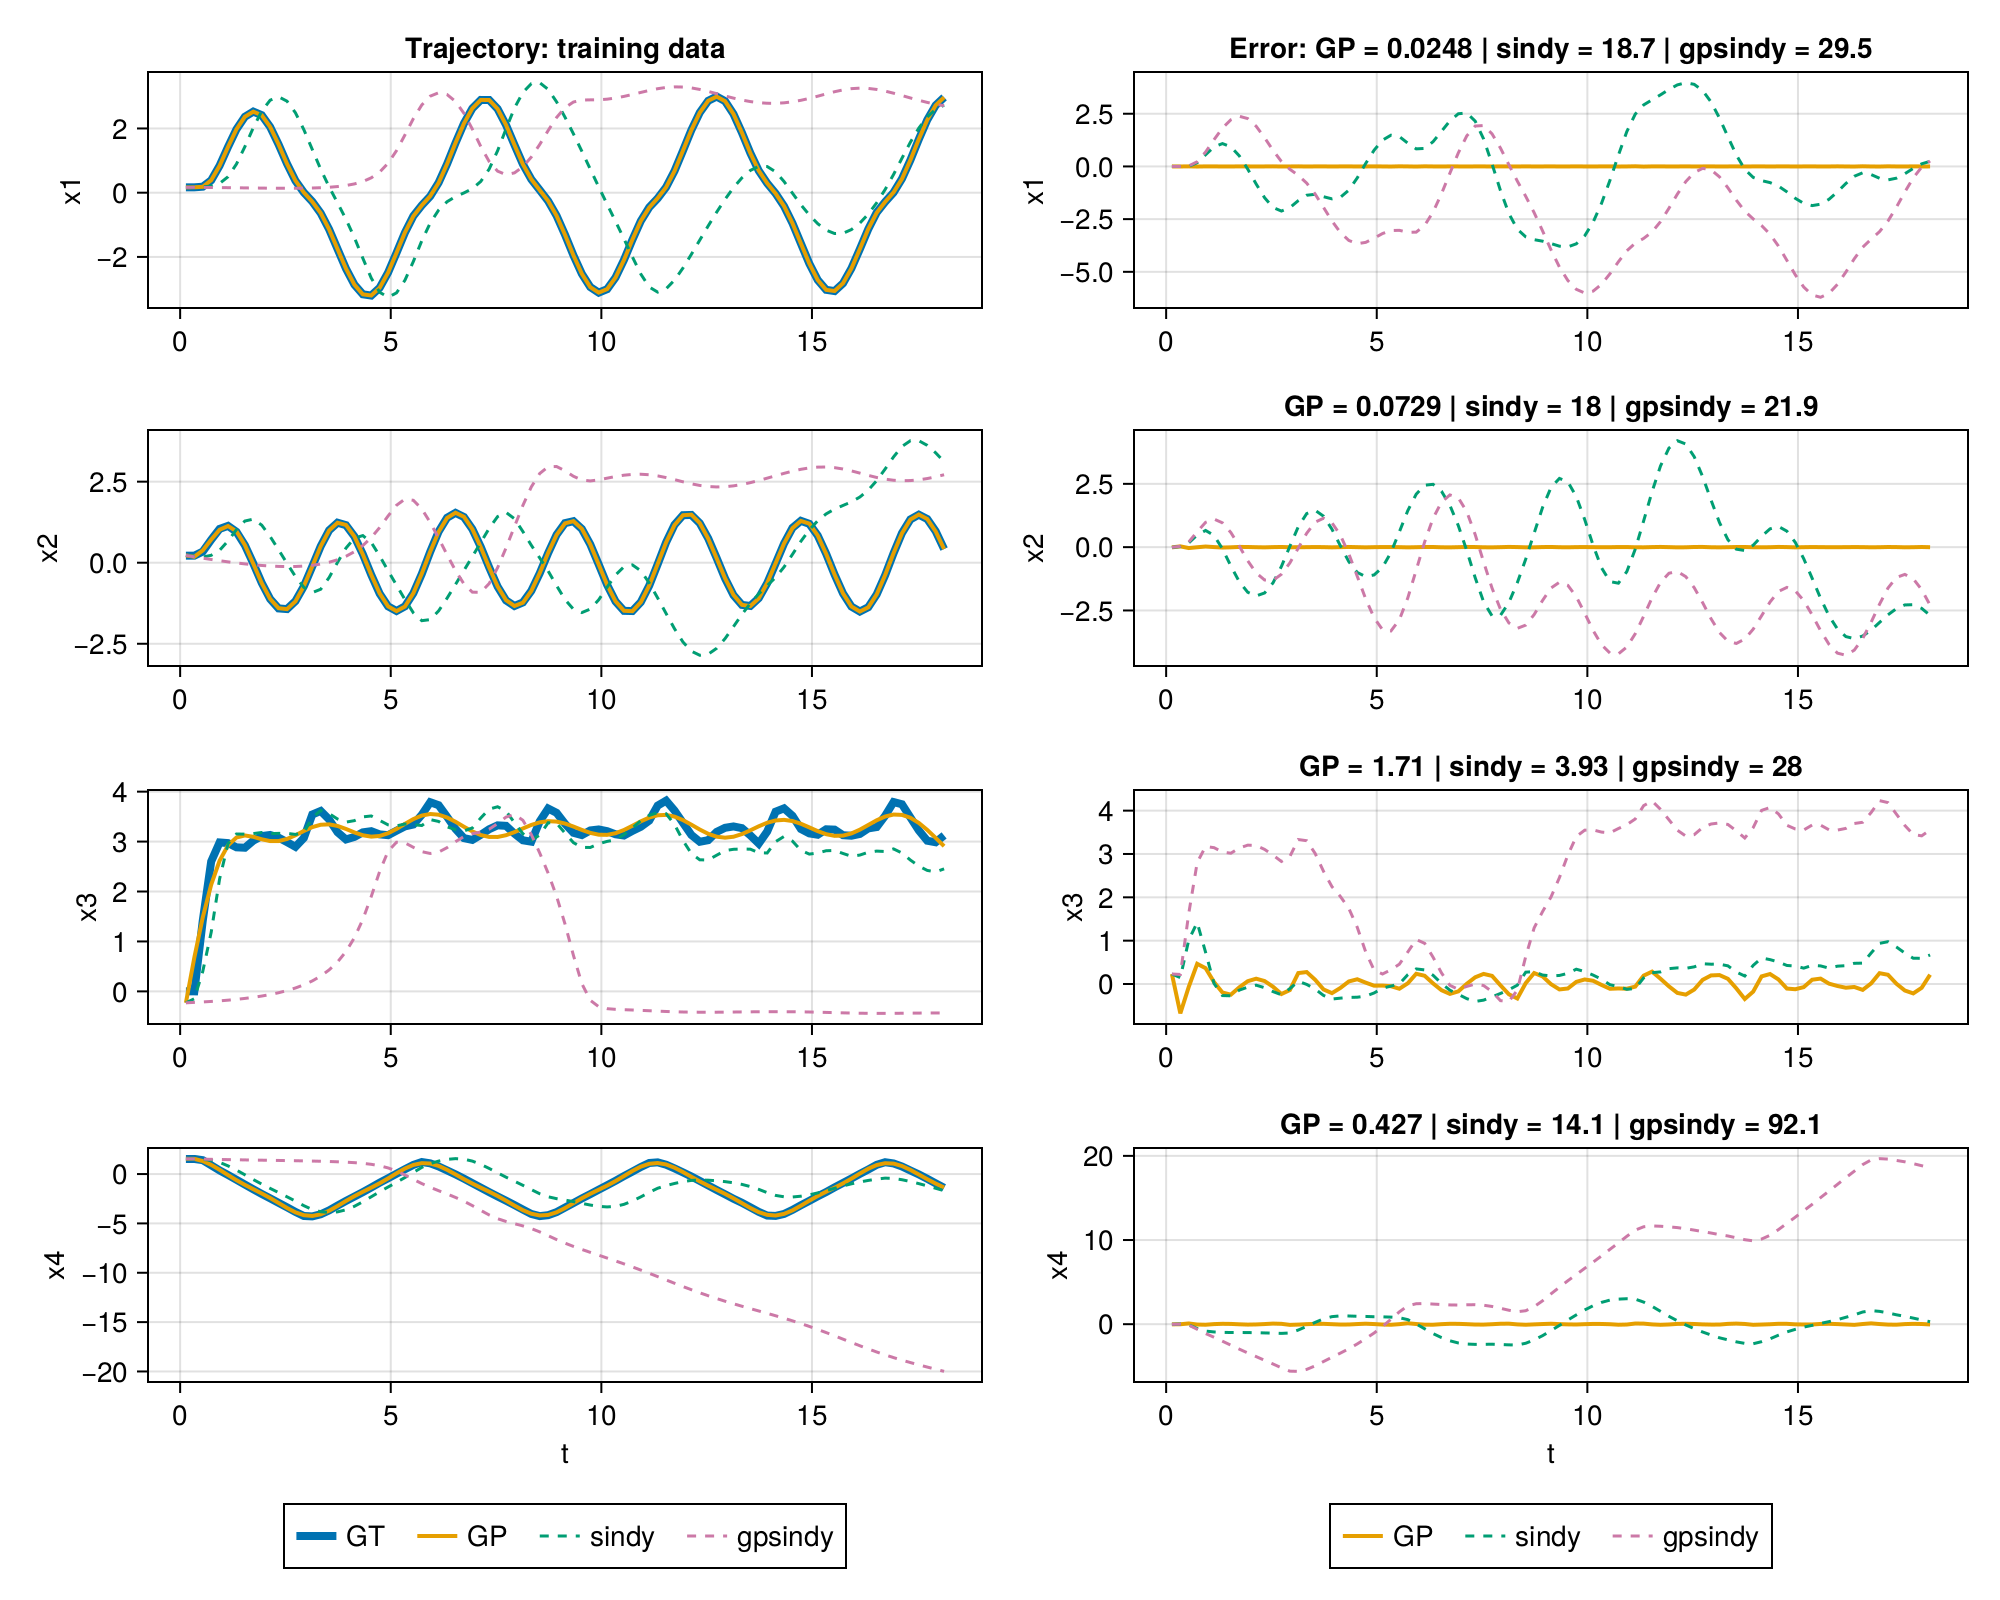 Trajectory: training data
Error: GP = 0.0248 | sindy = 18.7 | gpsindy = 29.5
x1
2
0
−2
0 5 10 15
x1
2.5
0.0
−2.5
−5.0
0 5 10 15
GP = 0.0729 | sindy = 18 | gpsindy = 21.9
x2
2.5
0.0
−2.5
0 5 10 15
x2
2.5
0.0
−2.5
0 5 10 15
GP = 1.71 | sindy = 3.93 | gpsindy = 28
x3
4
3
2
1
0
0 5 10 15
x3
4
3
2
1
0
0 5 10 15
GP = 0.427 | sindy = 14.1 | gpsindy = 92.1
x4
0
−5
−10
−15
−20
0 5 10 15
t
x4
20
10
0
0 5 10 15
t
GT GP sindy gpsindy
GP sindy gpsindy